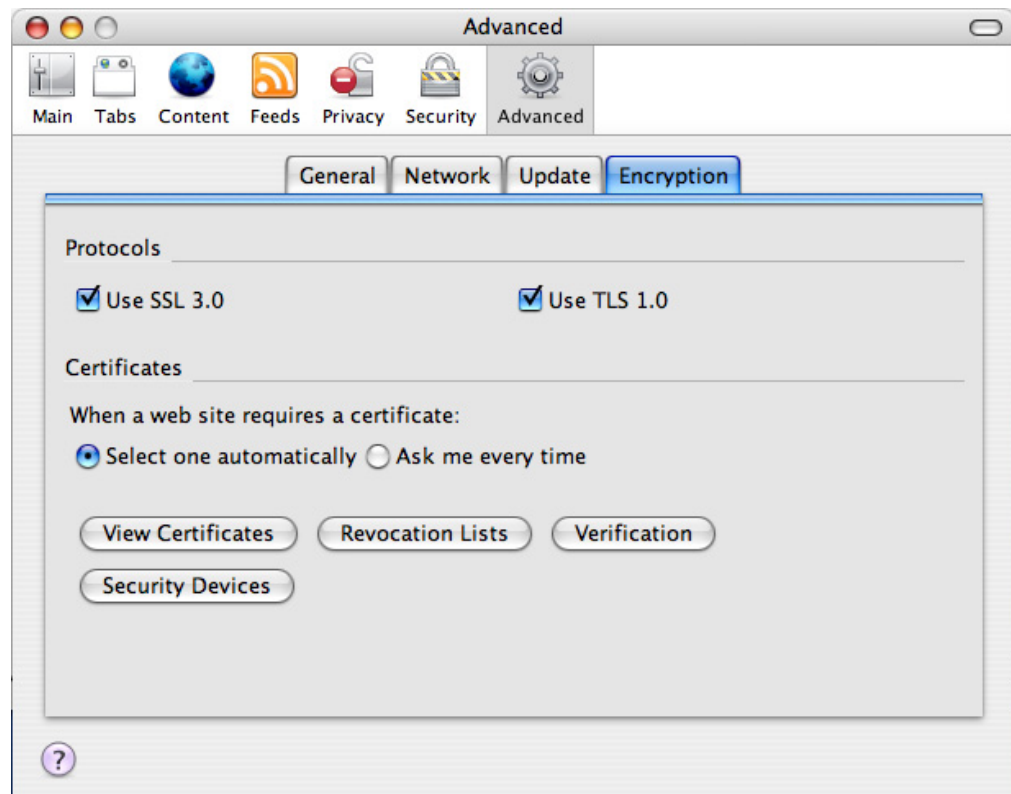 Advanced
Main Tabs Content Feeds Privacy Security Advanced
General Network Update Encryption
Protocols
Use SSL 3.0 Use TLS 1.0
Certificates
When a web site requires a certificate:
Select one automatically Ask me every time
View Certificates Revocation Lists Verification
Security Devices
?